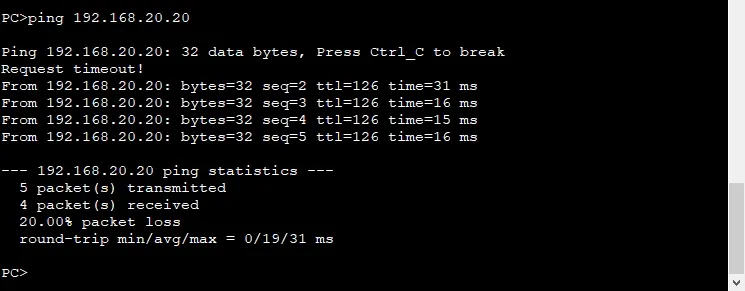 PC>ping 192.168.20.20
Ping 192.168.20.20: 32 data bytes, Press Ctrl_C to break
Request timeout!
From 192.168.20.20: bytes=32 seq=2 ttl=126 time=31 ms
From 192.168.20.20: bytes=32 seq=3 ttl=126 time=16 ms
From 192.168.20.20: bytes=32 seq=4 ttl=126 time=15 ms
From 192.168.20.20: bytes=32 seq=5 ttl=126 time=16 ms
--- 192.168.20.20 ping statistics ---
5 packet(s) transmitted
4 packet(s) received
20.00% packet loss
round-trip min/avg/max = 0/19/31 ms
PC>